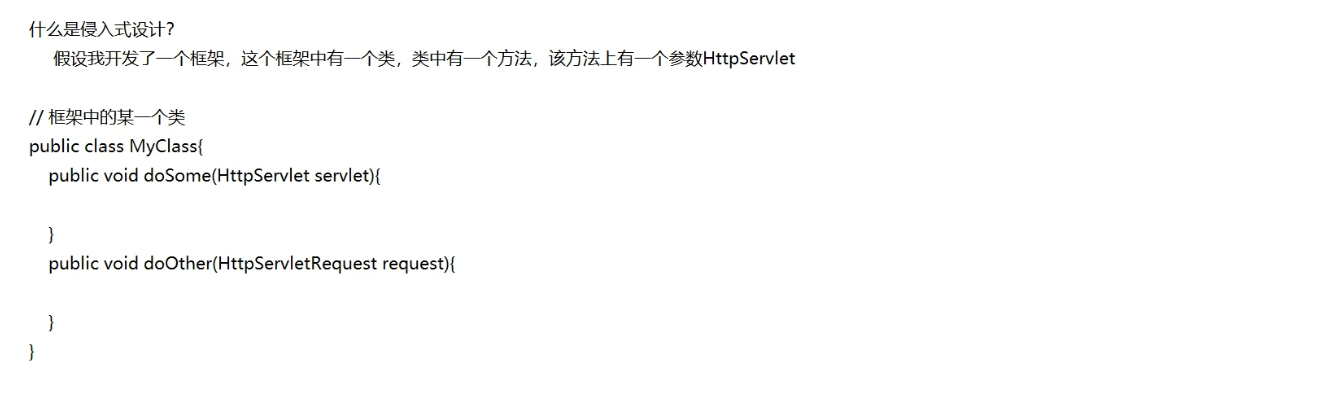 什么是侵入式设计?
假设我开发了一个框架，这个框架中有一个类，类中有一个方法，该方法上有一个参数HttpServlet
// 框架中的某一个类
public class MyClass{
public void doSome(HttpServlet servlet){
}
public void doOther(HttpServletRequest request){
}
}